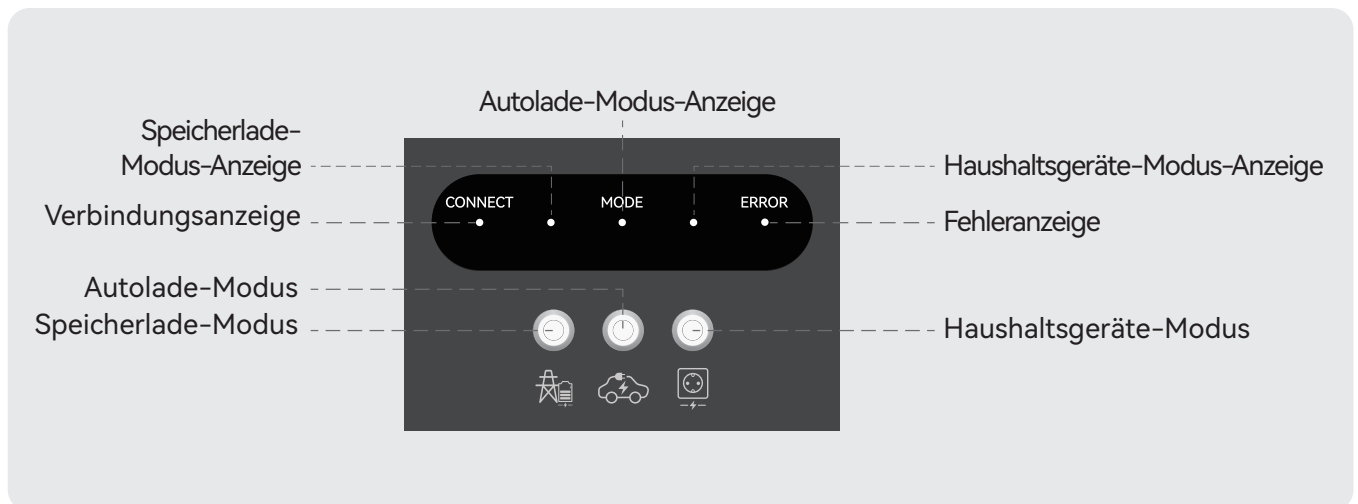 Autolade-Modus-Anzeige
Speicherlade-
Modus-Anzeige
Haushaltsgeräte-Modus-Anzeige
CONNECT
MODE
ERROR
Verbindungsanzeige
Fehleranzeige
Autolade-Modus
Speicherlade-Modus
Haushaltsgeräte-Modus